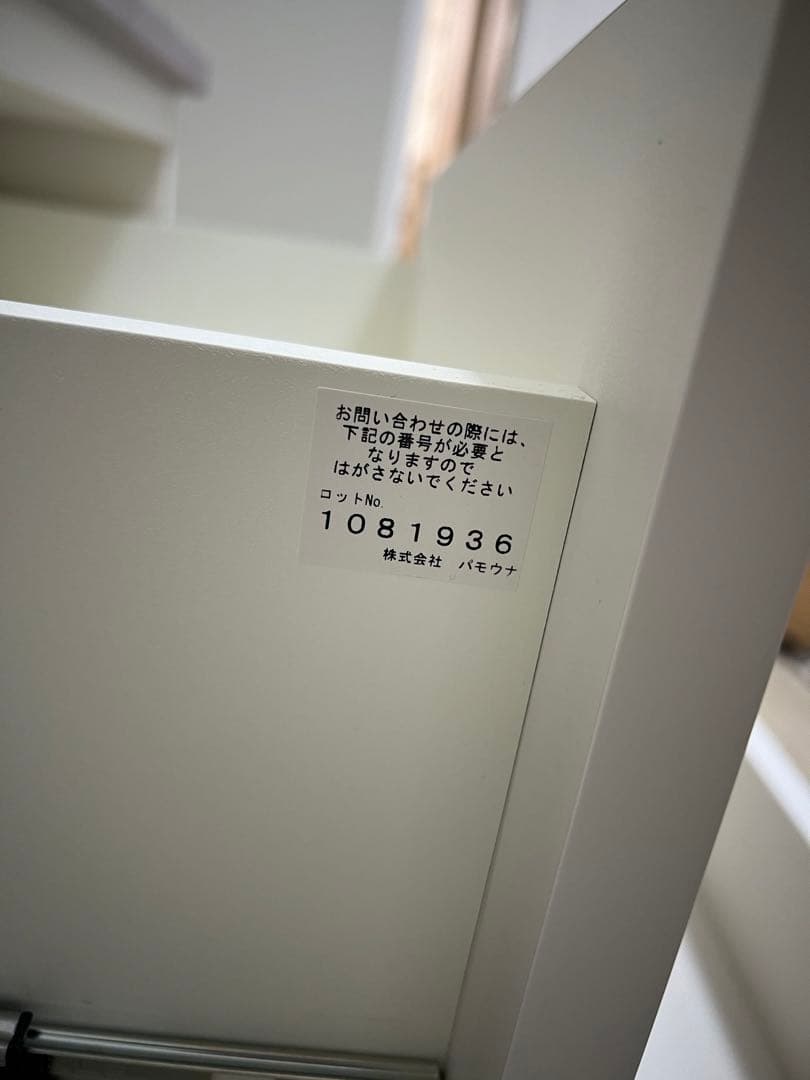 お問い合わせの際には、
下記の番号が必要と
なりますので
はがさないでください
ロットNo.
1081936
株式会社 パモウナ